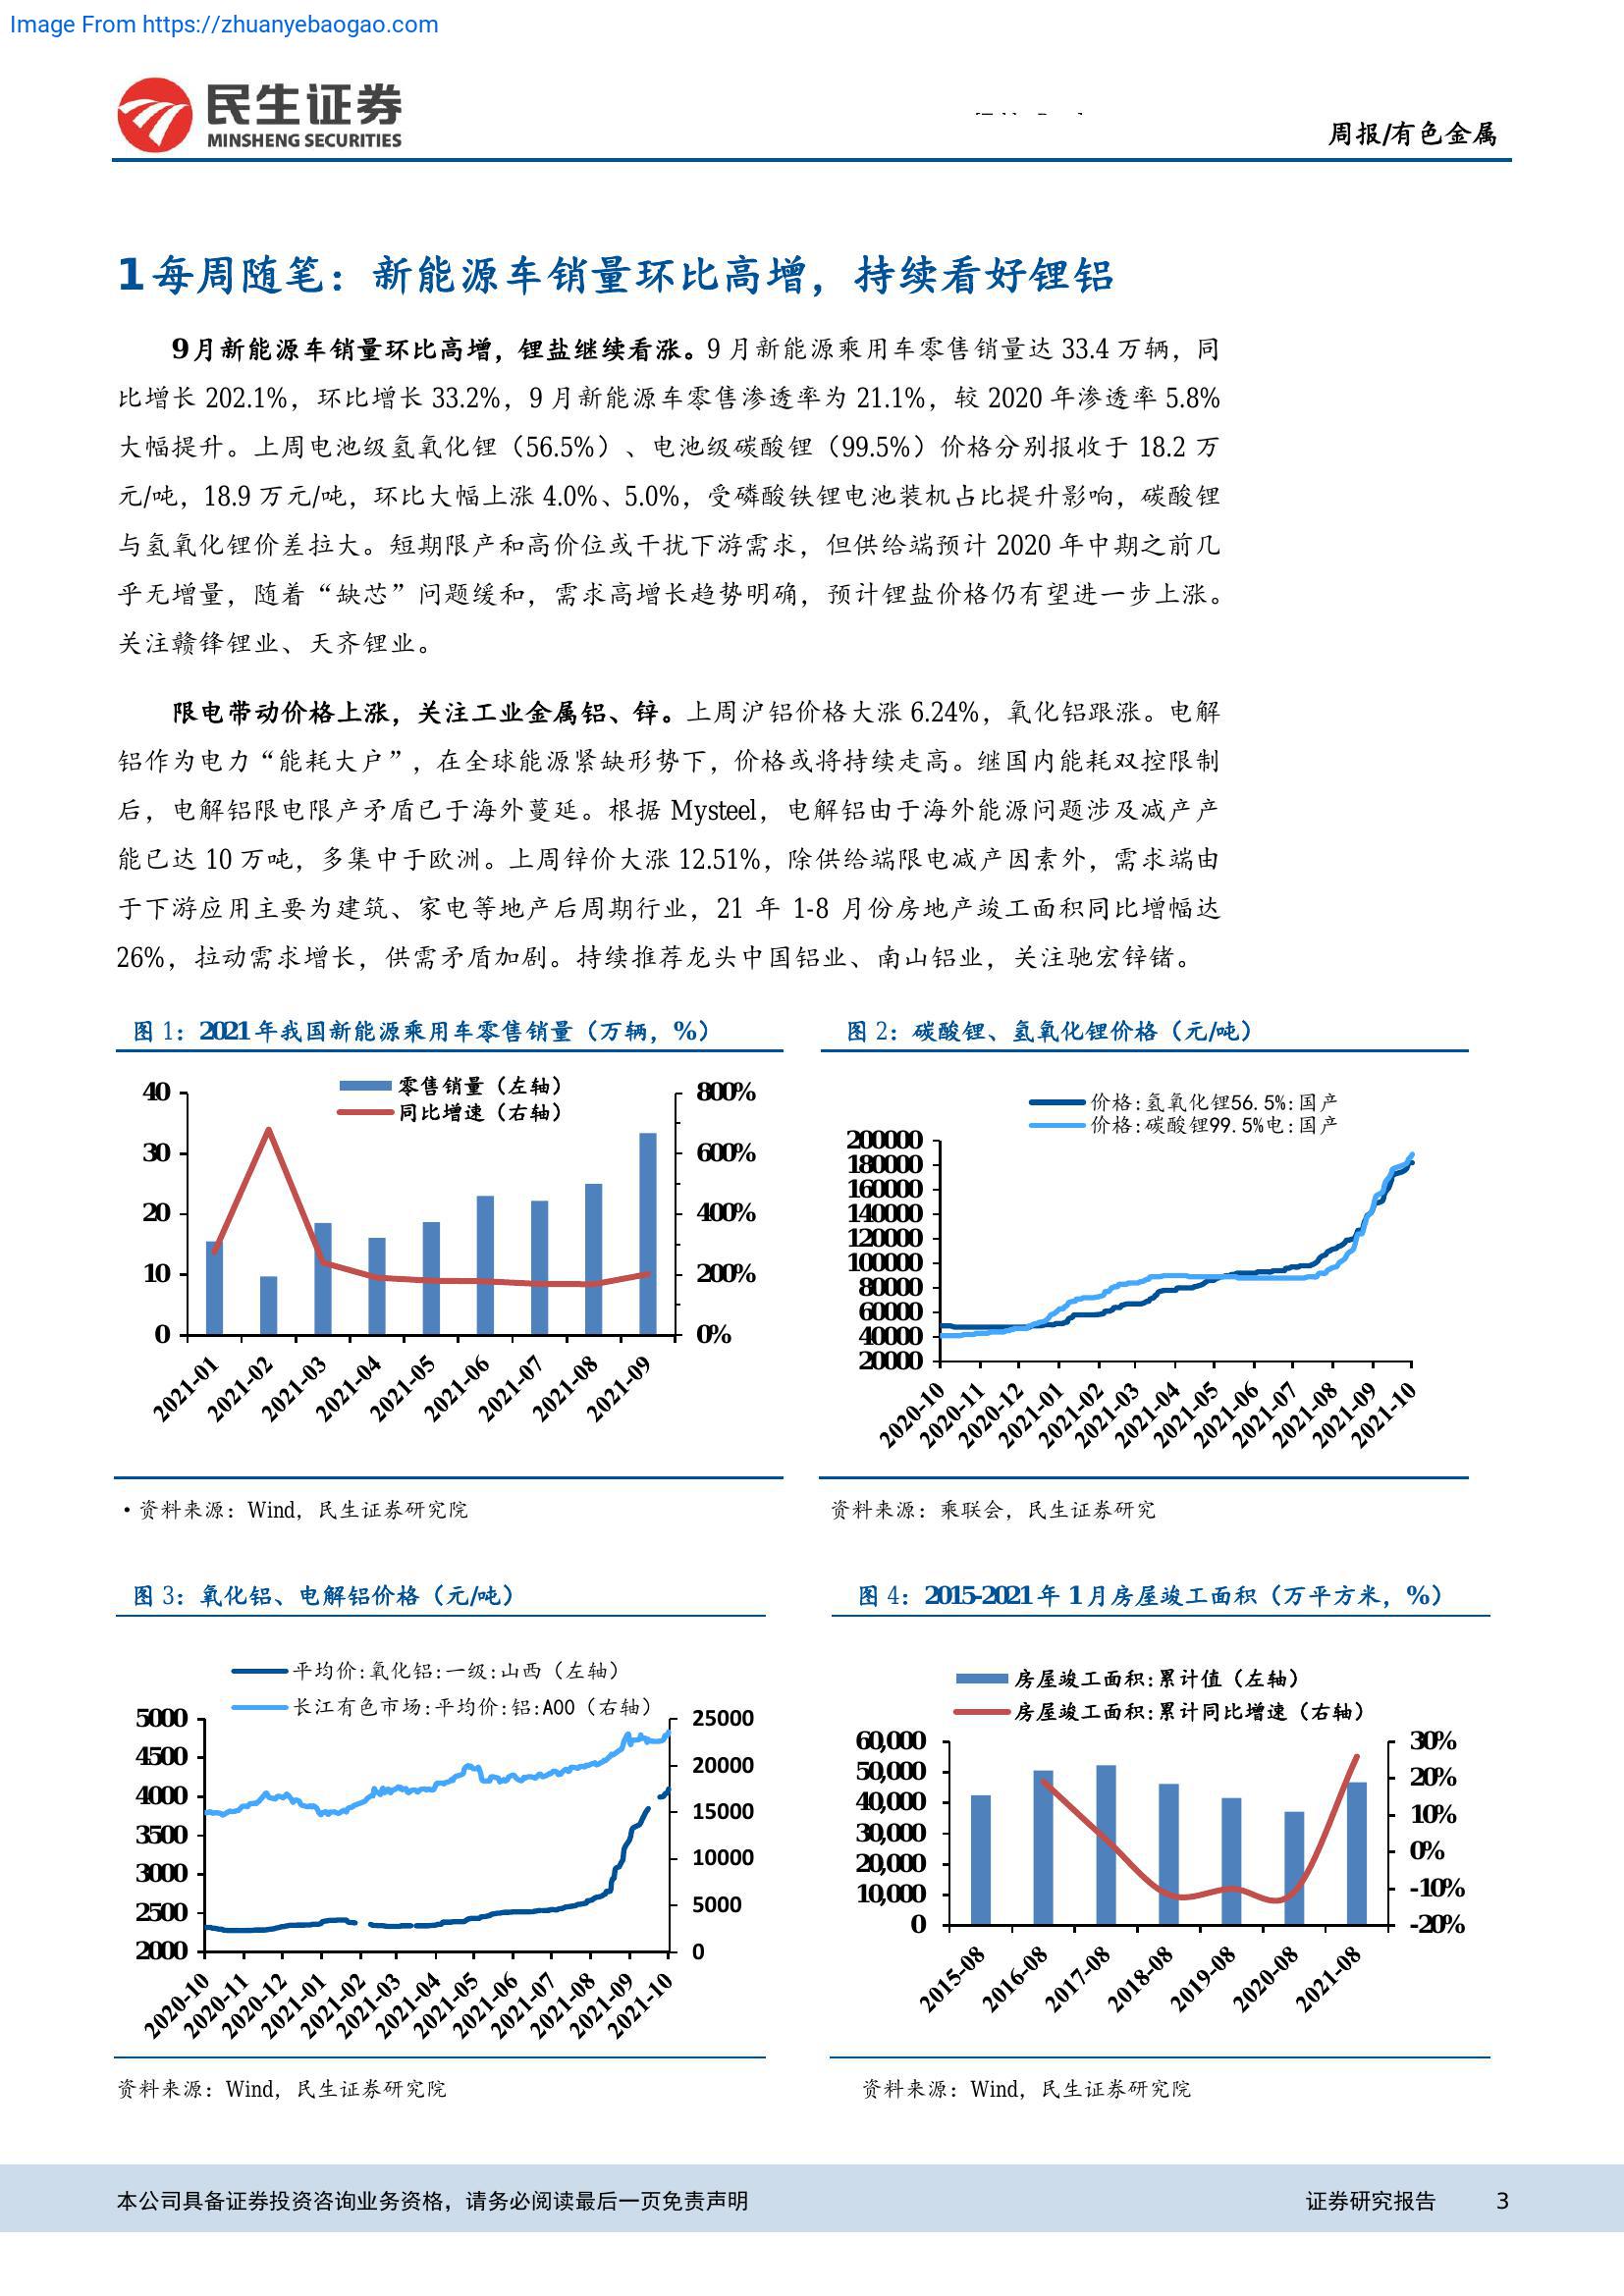 Image From https://zhuanyebaogao.com
民生证券
MINSHENG SECURITIES
周报/有色金属
1 每周随笔：新能源车销量环比高增，持续看好锂铝
9月新能源车销量环比高增，锂盐继续看涨。9 月新能源乘用车零售销量达 33.4 万辆，同
比增长 202.1%，环比增长 33.2%，9 月新能源车零售渗透率为 21.1%，较 2020 年渗透率 5.8%
大幅提升。上周电池级氢氧化锂（56.5%）、电池级碳酸锂（99.5%）价格分别报收于 18.2 万
元/吨，18.9 万元/吨，环比大幅上涨 4.0%、5.0%，受磷酸铁锂电池装机占比提升影响，碳酸锂
与氢氧化锂价差拉大。短期限产和高价位或干扰下游需求，但供给端预计 2020 年中期之前几
乎无增量，随着“缺芯”问题缓和，需求高增长趋势明确，预计锂盐价格仍有望进一步上涨。
关注赣锋锂业、天齐锂业。
限电带动价格上涨，关注工业金属铝、锌。上周沪铝价格大涨 6.24%，氧化铝跟涨。电解
铝作为电力“能耗大户”，在全球能源紧缺形势下，价格或将持续走高。继国内能耗双控限制
后，电解铝限电限产矛盾已于海外蔓延。根据 Mysteel，电解铝由于海外能源问题涉及减产产
能已达 10 万吨，多集中于欧洲。上周锌价大涨 12.51%，除供给端限电减产因素外，需求端由
于下游应用主要为建筑、家电等地产后周期行业，21 年 1-8 月份房地产竣工面积同比增幅达
26%，拉动需求增长，供需矛盾加剧。持续推荐龙头中国铝业、南山铝业，关注驰宏锌锗。
图 1：2021 年我国新能源乘用车零售销量（万辆，%）
零售销量（左轴）
同比增速（右轴）
40
30
20
10
0
800%
600%
400%
200%
0%
2021-01
2021-02
2021-03
2021-04
2021-05
2021-06
2021-07
2021-08
2021-09
•资料来源：Wind，民生证券研究院
图 2：碳酸锂、氢氧化锂价格（元/吨）
价格:氢氧化锂56.5%:国产
价格:碳酸锂99.5%电:国产
200000
180000
160000
140000
120000
100000
80000
60000
40000
20000
2020-10
2020-11
2020-12
2021-01
2021-02
2021-03
2021-04
2021-05
2021-06
2021-07
2021-08
2021-09
2021-10
资料来源：乘联会，民生证券研究
图 3：氧化铝、电解铝价格（元/吨）
平均价:氧化铝:一级:山西（左轴）
长江有色市场:平均价:铝:A00（右轴）
5000
4500
4000
3500
3000
2500
2000
25000
20000
15000
10000
5000
0
2020-10
2020-11
2020-12
2021-01
2021-02
2021-03
2021-04
2021-05
2021-06
2021-07
2021-08
2021-09
2021-10
资料来源：Wind，民生证券研究院
图 4：2015-2021 年 1 月房屋竣工面积（万平方米，%）
房屋竣工面积:累计值（左轴）
房屋竣工面积:累计同比增速（右轴）
60,000
50,000
40,000
30,000
20,000
10,000
0
30%
20%
10%
0%
-10%
-20%
2015-08
2016-08
2017-08
2018-08
2019-08
2020-08
2021-08
资料来源：Wind，民生证券研究院
本公司具备证券投资咨询业务资格，请务必阅读最后一页免责声明
证券研究报告 3